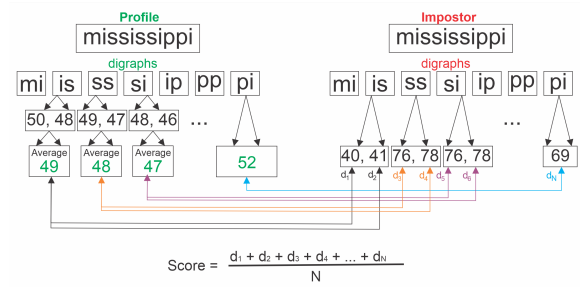 Profile Impostor
mississippi mississippi
digraphs digraphs
mi is ss si ip pp pi mi is ss si ip pp pi
50, 48 49, 47 48, 46 ... ...
Average Average Average
49 48 47 52 40, 41 76, 78 76, 78 69
d₁ d₂ d₃ d₄ d₅ d₆ dN
Score = d₁ + d₂ + d₃ + d₄ + ... + dN
N